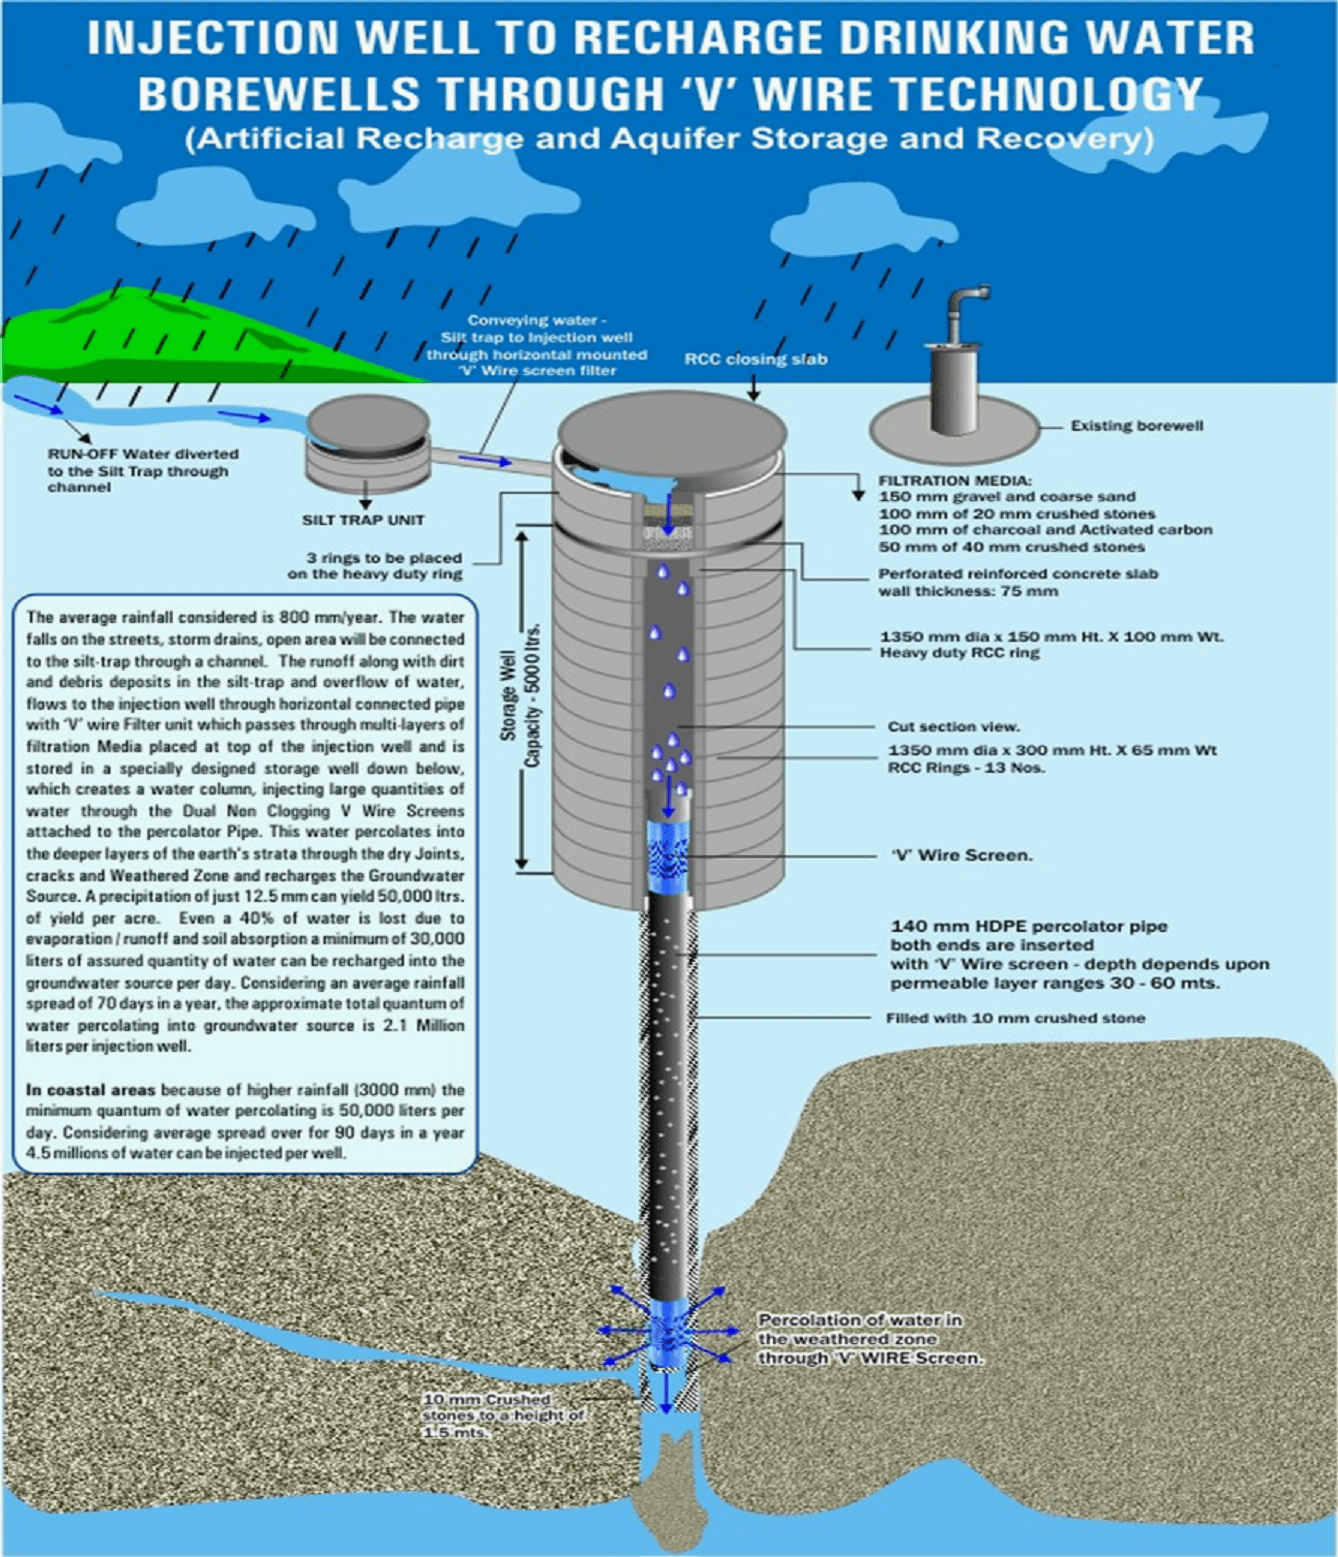 INJECTION WELL TO RECHARGE DRINKING WATER
BOREWELLS THROUGH ‘V’ WIRE TECHNOLOGY
(Artificial Recharge and Aquifer Storage and Recovery)
Conveying water -
Silt trap to Injection well
through horizontal mounted
‘V’ Wire screen filter
RCC closing slab
Existing borewell
RUN-OFF Water diverted
to the Silt Trap through
channel
SILT TRAP UNIT
3 rings to be placed
on the heavy duty ring
FILTRATION MEDIA:
150 mm gravel and coarse sand
100 mm of 20 mm crushed stones
100 mm of charcoal and Activated carbon
50 mm of 40 mm crushed stones
Perforated reinforced concrete slab
wall thickness: 75 mm
1350 mm dia x 150 mm Ht. X 100 mm Wt.
Heavy duty RCC ring
Storage Well
Capacity - 5000 ltrs.
Cut section view.
1350 mm dia x 300 mm Ht. X 65 mm Wt
RCC Rings - 13 Nos.
‘V’ Wire Screen.
140 mm HDPE percolator pipe
both ends are inserted
with ‘V’ Wire screen - depth depends upon
permeable layer ranges 30 - 60 mts.
Filled with 10 mm crushed stone
The average rainfall considered is 800 mm/year. The water
falls on the streets, storm drains, open area will be connected
to the silt-trap through a channel. The runoff along with dirt
and debris deposits in the silt-trap and overflow of water,
flows to the injection well through horizontal connected pipe
with ‘V’ wire Filter unit which passes through multi-layers of
filtration Media placed at top of the injection well and is
stored in a specially designed storage well down below,
which creates a water column, injecting large quantities of
water through the Dual Non Clogging V Wire Screens
attached to the percolator Pipe. This water percolates into
the deeper layers of the earth's strata through the dry Joints,
cracks and Weathered Zone and recharges the Groundwater
Source. A precipitation of just 12.5 mm can yield 50,000 ltrs.
of yield per acre. Even a 40% of water is lost due to
evaporation / runoff and soil absorption a minimum of 30,000
liters of assured quantity of water can be recharged into the
groundwater source per day. Considering an average rainfall
spread of 70 days in a year, the approximate total quantum of
water percolating into groundwater source is 2.1 Million
liters per injection well.
In coastal areas because of higher rainfall (3000 mm) the
minimum quantum of water percolating is 50,000 liters per
day. Considering average spread over for 90 days in a year
4.5 millions of water can be injected per well.
Percolation of water in
the weathered zone
through ‘V’ WIRE Screen.
10 mm Crushed
stones to a height of
1.5 mts.